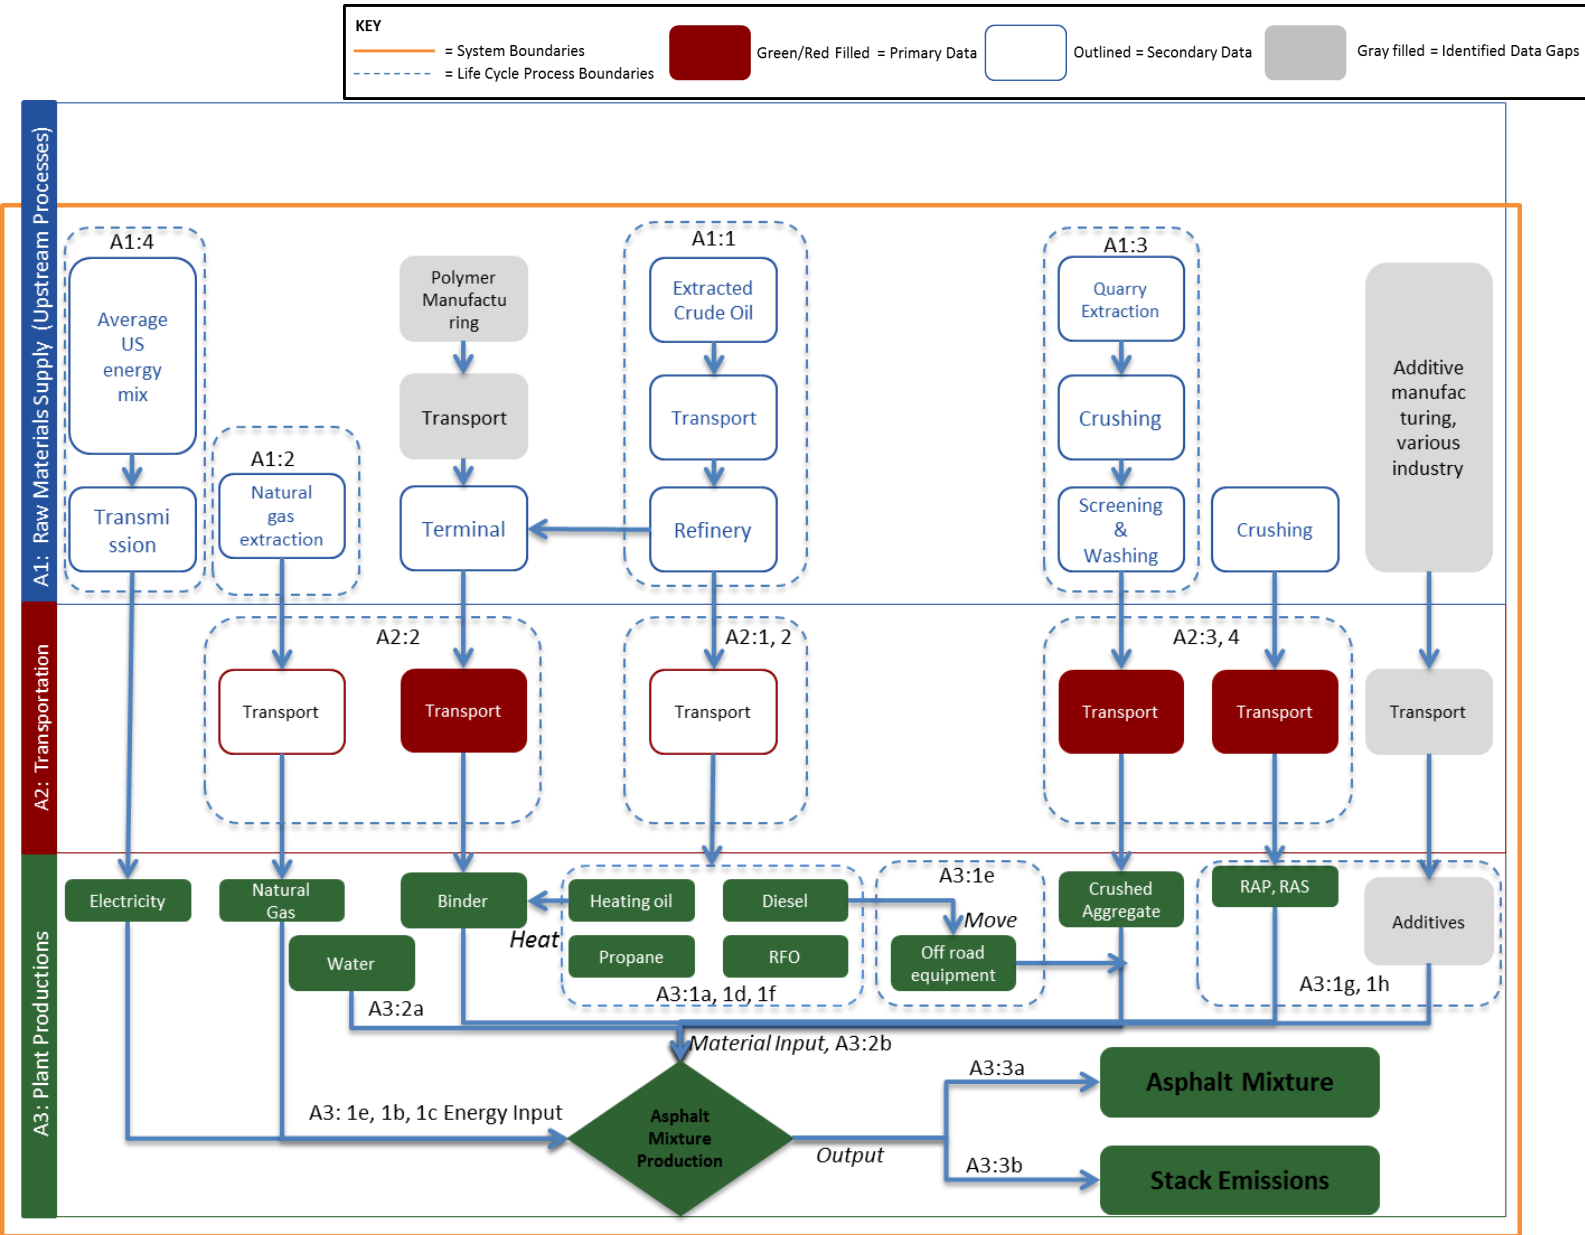 KEY
= System Boundaries
= Life Cycle Process Boundaries
Green/Red Filled = Primary Data
Outlined = Secondary Data
Gray filled = Identified Data Gaps
A1: Raw Materials Supply (Upstream Processes)
A1:4
Average
US
energy
mix
Transmi
ssion
A1:2
Natural
gas
extraction
Polymer
Manufactu
ring
Transport
Terminal
A1:1
Extracted
Crude Oil
Transport
Refinery
A1:3
Quarry
Extraction
Crushing
Screening
&
Washing
Crushing
Additive
manufac
turing,
various
industry
A2: Transportation
A2:2
Transport
Transport
A2:1, 2
Transport
A2:3, 4
Transport
Transport
Transport
A3: Plant Productions
Electricity
Natural
Gas
Water
A3:2a
Binder
Heat
Heating oil
Diesel
Propane
RFO
A3:1a, 1d, 1f
A3:1e
Move
Off road
equipment
Crushed
Aggregate
RAP, RAS
Additives
A3:1g, 1h
Material Input, A3:2b
A3: 1e, 1b, 1c Energy Input
Asphalt
Mixture
Production
Output
A3:3a
Asphalt Mixture
A3:3b
Stack Emissions